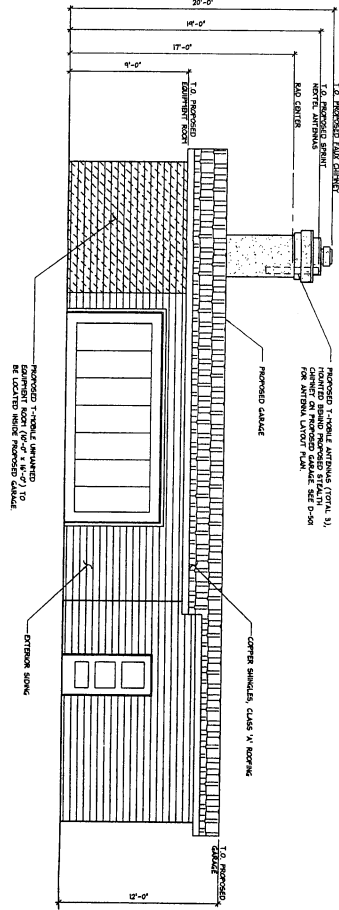 20'-0"
19'-0"
17'-0"
9'-0"
T.O. PROPOSED FAUX CHIMNEY
T.O. PROPOSED SPRINT
NEXTEL ANTENNAS
RAD CENTER
T.O. PROPOSED
EQUIPMENT ROOM
PROPOSED T-MOBILE ANTENNAS (TOTAL 3),
MOUNTED BEHIND PROPOSED STEALTH
CHIMNEY ON PROPOSED GARAGE. SEE D-501
FOR ANTENNA LAYOUT PLAN.
PROPOSED GARAGE
COPPER SHINGLES, CLASS 'A' ROOFING
T.O. PROPOSED
GARAGE
12'-0"
PROPOSED T-MOBILE UNMANNED
EQUIPMENT ROOM (10'-0" x 16'-0") TO
BE LOCATED INSIDE PROPOSED GARAGE.
EXTERIOR SIDING